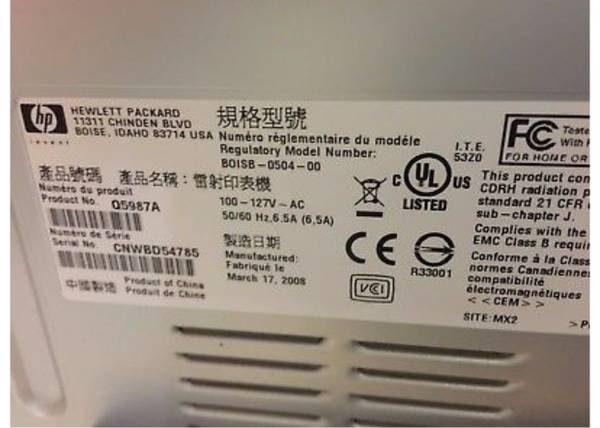 hp
invent
HEWLETT PACKARD
11311 CHINDEN BLVD
BOISE, IDAHO 83714 USA
規格型號
Numéro réglementaire du modèle
Regulatory Model Number:
BOISB-0504-00
產品號碼 產品名稱:雷射印表機
Numéro du produit
Product No. Q5987A
100-127V~AC
50/60 Hz,6.5A (6,5A)
Numéro de Série
Serial No. CNWBD54785
製造日期
Manufactured:
Fabriqué le
March 17, 2008
中國製造 Product of China
Produit de Chine
I.T.E.
53Z0
C UL US
LISTED
CE
R33001
VCI
FC Teste
With
FOR HOME OR
This product con
CDRH radiation p
standard 21 CFR
sub-chapter J.
Complies with the
EMC Class B requir
Conforme à la Class
normes Canadiennes
compatibilité
électromagnétiques
<<CEM>>
SITE:MX2 >P